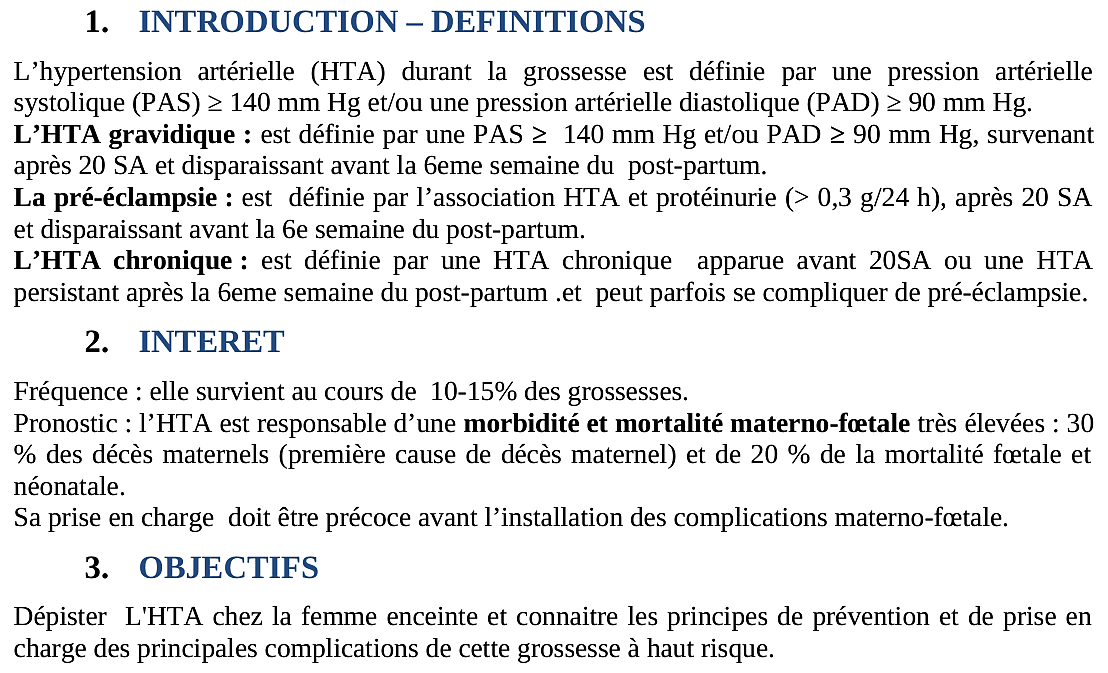 1. INTRODUCTION – DEFINITIONS
L’hypertension artérielle (HTA) durant la grossesse est définie par une pression artérielle
systolique (PAS) ≥ 140 mm Hg et/ou une pression artérielle diastolique (PAD) ≥ 90 mm Hg.
L’HTA gravidique : est définie par une PAS ≥ 140 mm Hg et/ou PAD ≥ 90 mm Hg, survenant
après 20 SA et disparaissant avant la 6eme semaine du post-partum.
La pré-éclampsie : est définie par l’association HTA et protéinurie (> 0,3 g/24 h), après 20 SA
et disparaissant avant la 6e semaine du post-partum.
L’HTA chronique : est définie par une HTA chronique apparue avant 20SA ou une HTA
persistant après la 6eme semaine du post-partum .et peut parfois se compliquer de pré-éclampsie.
2. INTERET
Fréquence : elle survient au cours de 10-15% des grossesses.
Pronostic : l’HTA est responsable d’une morbidité et mortalité materno-fœtale très élevées : 30
% des décès maternels (première cause de décès maternel) et de 20 % de la mortalité fœtale et
néonatale.
Sa prise en charge doit être précoce avant l’installation des complications materno-fœtale.
3. OBJECTIFS
Dépister L'HTA chez la femme enceinte et connaitre les principes de prévention et de prise en
charge des principales complications de cette grossesse à haut risque.